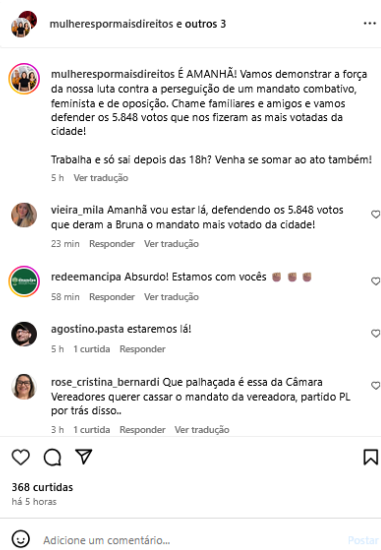 mulherespormaisdireitos e outros 3
mulherespormaisdireitos É AMANHÃ! Vamos demonstrar a força
da nossa luta contra a perseguição de um mandato combativo,
feminista e de oposição. Chame familiares e amigos e vamos
defender os 5.848 votos que nos fizeram as mais votadas da
cidade!
Trabalha e só sai depois das 18h? Venha se somar ao ato também!
5 h Ver tradução
vieira_mila Amanhã vou estar lá, defendendo os 5.848 votos
que deram a Bruna o mandato mais votado da cidade!
23 min Responder Ver tradução
redeemancipa Absurdo! Estamos com vocês ✊🏽 ✊🏽 ✊🏽
58 min Responder Ver tradução
agostino.pasta estaremos lá!
5 h 1 curtida Responder
rose_cristina_bernardi Que palhaçada é essa da Câmara
Vereadores querer cassar o mandato da vereadora, partido PL
por trás disso..
3 h 1 curtida Responder Ver tradução
368 curtidas
há 5 horas
Adicione um comentário... Postar